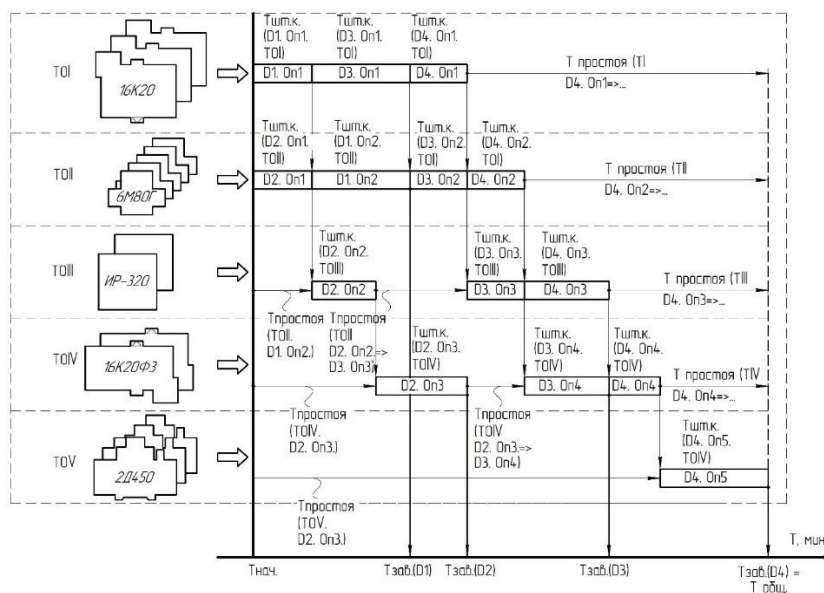 Тшт.к.
(D1. Оп1.
ТОI)
Тшт.к.
(D3. Оп1.
ТОI)
Тшт.к.
(D4. Оп1.
ТОI)
ТОI
16К20
D1. Оп1
D3. Оп1
D4. Оп1
Т простоя (ТI
D4. Оп1=>...
Тшт.к.
(D2. Оп1.
ТОII)
Тшт.к.
(D1. Оп2.
ТОII)
Тшт.к.
(D3. Оп2.
ТОI)
Тшт.к.
(D4. Оп2.
ТОI)
ТОII
6М80Г
D2. Оп1
D1. Оп2
D3. Оп2
D4. Оп2
Т простоя (ТII
D4. Оп2=>...
Тшт.к.
(D2. Оп2.
ТОIII)
Тшт.к.
(D3. Оп3.
ТОIII)
Тшт.к.
(D4. Оп3.
ТОIII)
ТОIII
ИР-320
D2. Оп2
D3. Оп3
D4. Оп3
Т простоя (ТIII
D4. Оп3=>...
Тпростоя
(ТОII.
D1. Оп2.)
Тпростоя
(ТОII
D2. Оп2.=>
D3. Оп3)
Тшт.к.
(D2. Оп3.
ТОIV)
Тшт.к.
(D3. Оп4.
ТОIV)
Тшт.к.
(D4. Оп4.
ТОIV)
ТОIV
16К20Ф3
D2. Оп3
D3. Оп4
D4. Оп4
Т простоя (ТIV
D4. Оп4=>...
Тпростоя
(ТОIV.
D2. Оп3.)
Тпростоя
(ТОIV
D2. Оп3.=>
D3. Оп4)
Тшт.к.
(D4. Оп5.
ТОIV)
ТОV
2Д450
D4. Оп5
Тпростоя
(ТОV.
D2. Оп3.)
Т, мин
Тнач.
Тзав.(D1)
Тзав.(D2)
Тзав.(D3)
Тзав.(D4) =
Т общ.